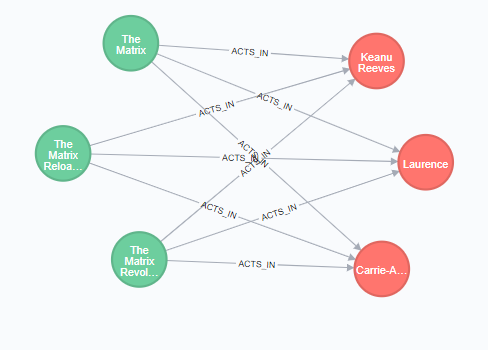 The
Matrix
Keanu
Reeves
ACTS_IN
ACTS_IN
ACTS_IN
The
Matrix
Reloa...
ACTS_IN
ACTS_IN
ACTS_IN
Laurence
ACTS_IN
ACTS_IN
The
Matrix
Revol...
ACTS_IN
Carrie-A...